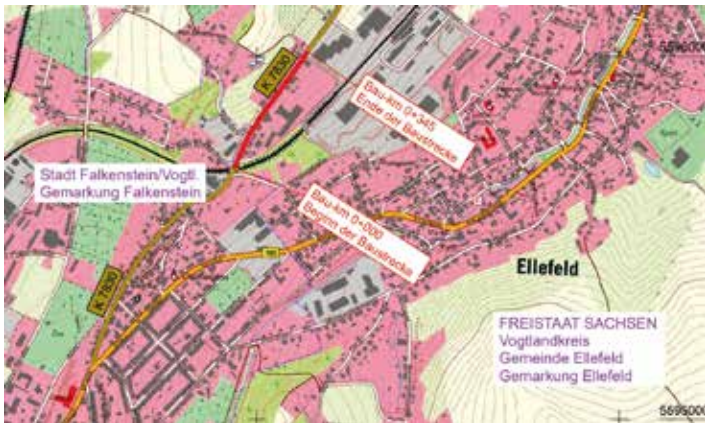 K 7830
5596000
Bau-km 0+345
Ende der Baustrecke
Stadt Falkenstein/Vogtl.
Gemarkung Falkenstein
Bau-km 0+000
Beginn der Baustrecke
K 7830
Ellefeld
FREISTAAT SACHSEN
Vogtlandkreis
Gemeinde Ellefeld
Gemarkung Ellefeld
5595000